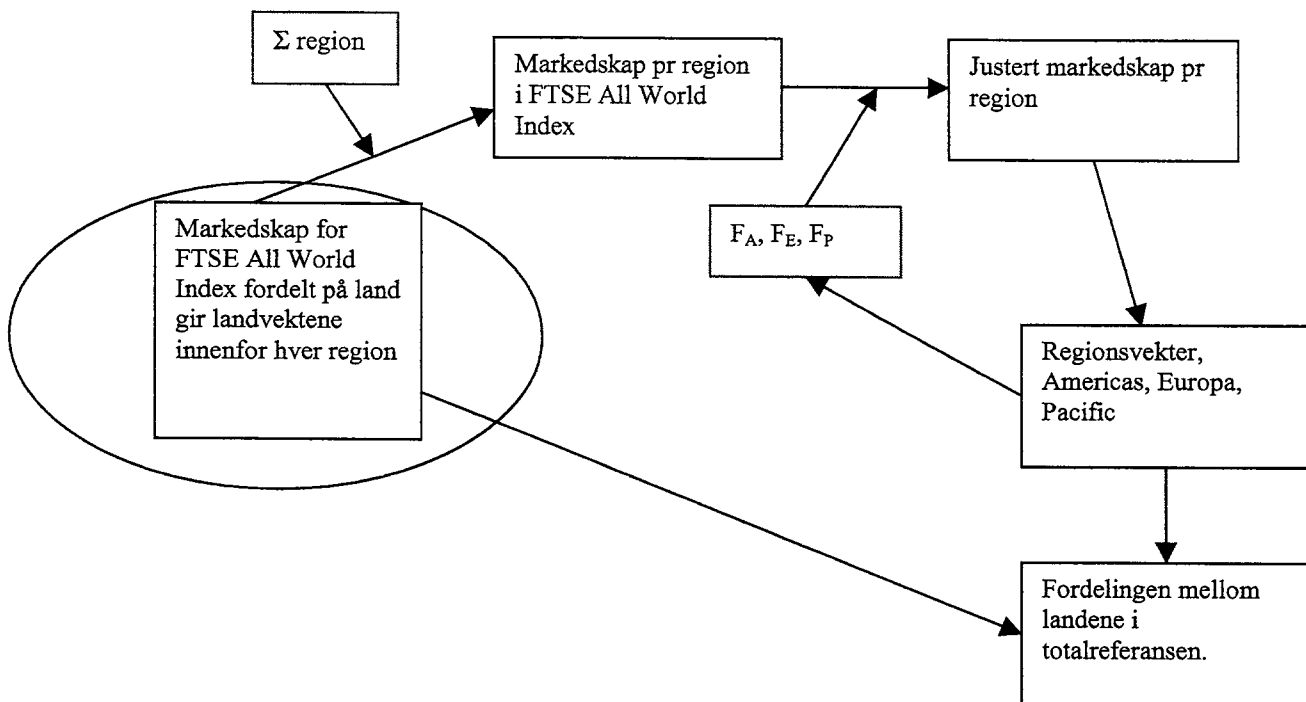 Σ region
Markedskap pr region
i FTSE All World
Index
Justert markedskap pr
region
Markedskap for
FTSE All World
Index fordelt på land
gir landvektene
innenfor hver region
F_A, F_E, F_P
Regionsvekter,
Americas, Europa,
Pacific
Fordelingen mellom
landene i
totalreferansen.